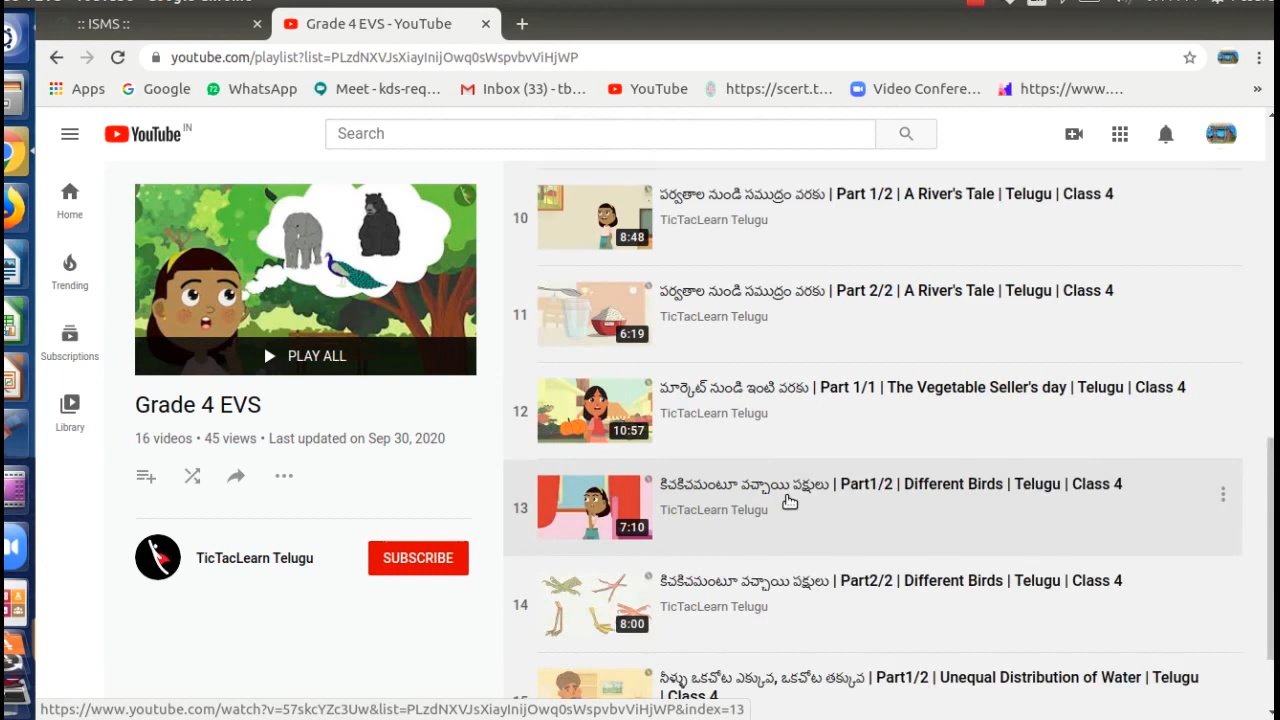 :: ISMS ::
Grade 4 EVS - YouTube
youtube.com/playlist?list=PLzdNXVJsXiayInijOwq0sWspvbvViHjWP
Apps
Google
WhatsApp
Meet - kds-req...
Inbox (33) - tb...
YouTube
https://scert.t...
Video Confere...
https://www....
»
YouTube IN
Search
Home
Trending
Subscriptions
Library
PLAY ALL
Grade 4 EVS
16 videos • 45 views • Last updated on Sep 30, 2020
TicTacLearn Telugu
SUBSCRIBE
10
8:48
పర్వతాల నుండి సముద్రం వరకు | Part 1/2 | A River's Tale | Telugu | Class 4
TicTacLearn Telugu
11
6:19
పర్వతాల నుండి సముద్రం వరకు | Part 2/2 | A River's Tale | Telugu | Class 4
TicTacLearn Telugu
12
10:57
మార్కెట్ నుండి ఇంటి వరకు | Part 1/1 | The Vegetable Seller's day | Telugu | Class 4
TicTacLearn Telugu
13
7:10
కిచకిచమంటూ వచ్చాయి పక్షులు | Part1/2 | Different Birds | Telugu | Class 4
TicTacLearn Telugu
14
8:00
కిచకిచమంటూ వచ్చాయి పక్షులు | Part2/2 | Different Birds | Telugu | Class 4
TicTacLearn Telugu
నీళ్ళు ఒకచోట ఎక్కువ, ఒకచోట తక్కువ | Part1/2 | Unequal Distribution of Water | Telugu
| Class 4
https://www.youtube.com/watch?v=57skcYZc3Uw&list=PLzdNXVJsXiayInijOwq0sWspvbvViHjWP&index=13